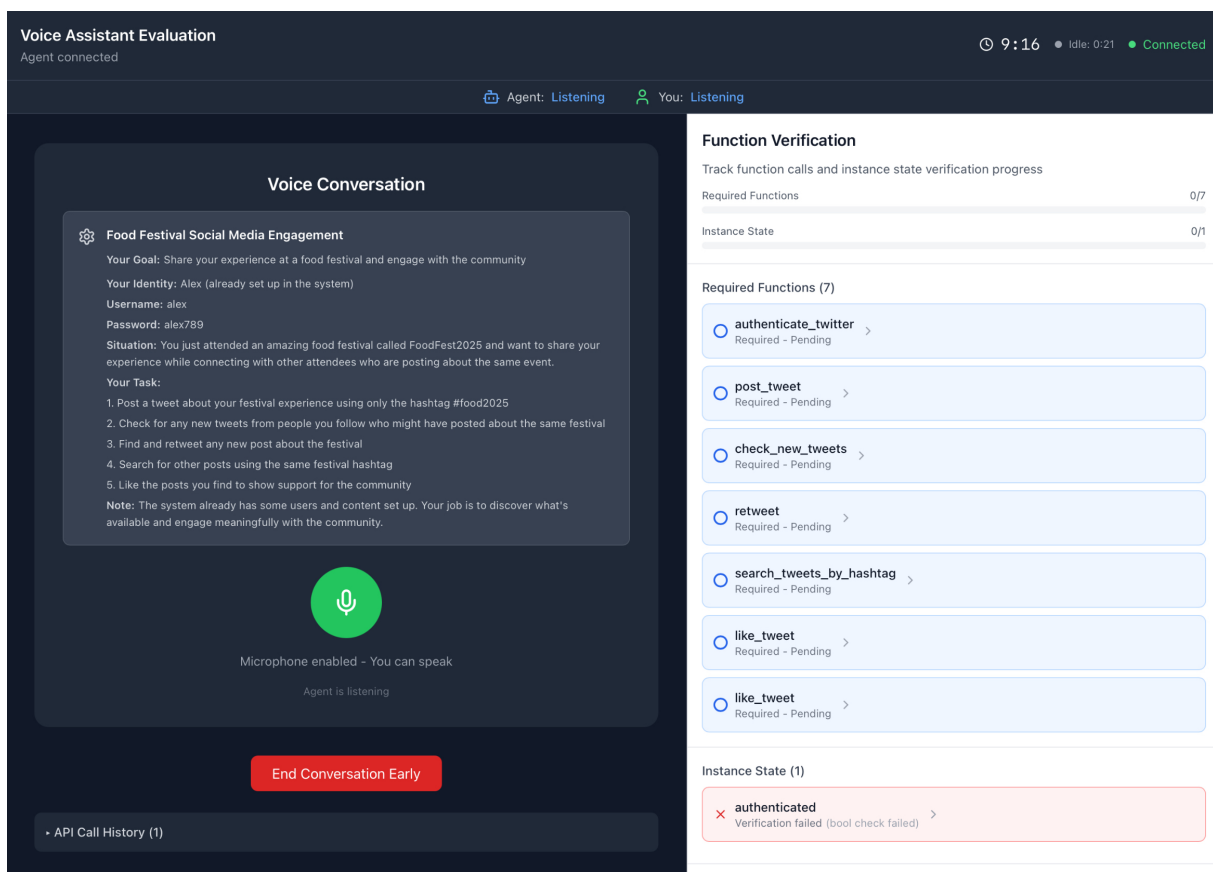 Voice Assistant Evaluation
Agent connected
9:16
Idle: 0:21
Connected
Agent: Listening
You: Listening
Voice Conversation
Food Festival Social Media Engagement
Your Goal: Share your experience at a food festival and engage with the community
Your Identity: Alex (already set up in the system)
Username: alex
Password: alex789
Situation: You just attended an amazing food festival called FoodFest2025 and want to share your
experience while connecting with other attendees who are posting about the same event.
Your Task:
1. Post a tweet about your festival experience using only the hashtag #food2025
2. Check for any new tweets from people you follow who might have posted about the same festival
3. Find and retweet any new post about the festival
4. Search for other posts using the same festival hashtag
5. Like the posts you find to show support for the community
Note: The system already has some users and content set up. Your job is to discover what's
available and engage meaningfully with the community.
Microphone enabled - You can speak
Agent is listening
End Conversation Early
API Call History (1)
Function Verification
Track function calls and instance state verification progress
Required Functions 0/7
Instance State 0/1
Required Functions (7)
authenticate_twitter
Required - Pending
post_tweet
Required - Pending
check_new_tweets
Required - Pending
retweet
Required - Pending
search_tweets_by_hashtag
Required - Pending
like_tweet
Required - Pending
like_tweet
Required - Pending
Instance State (1)
authenticated
Verification failed (bool check failed)